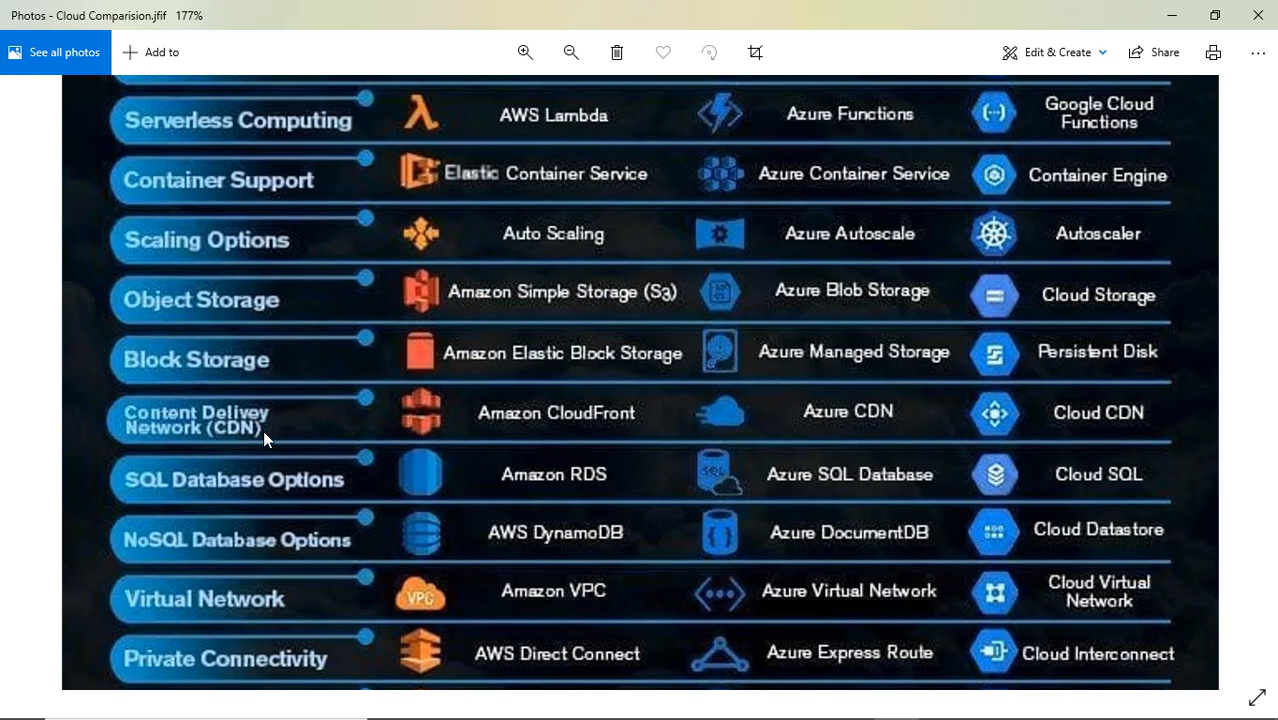 Photos - Cloud Comparision.jfif 177%
See all photos
Add to
Edit & Create
Share
Serverless Computing AWS Lambda Azure Functions Google Cloud
Functions
Container Support Elastic Container Service Azure Container Service Container Engine
Scaling Options Auto Scaling Azure Autoscale Autoscaler
Object Storage Amazon Simple Storage (S3) Azure Blob Storage Cloud Storage
Block Storage Amazon Elastic Block Storage Azure Managed Storage Persistent Disk
Content Delivey
Network (CDN) Amazon CloudFront Azure CDN Cloud CDN
SQL Database Options Amazon RDS SQL Azure SQL Database Cloud SQL
NoSQL Database Options AWS DynamoDB Azure DocumentDB Cloud Datastore
Virtual Network VPC Amazon VPC Azure Virtual Network Cloud Virtual
Network
Private Connectivity AWS Direct Connect Azure Express Route Cloud Interconnect